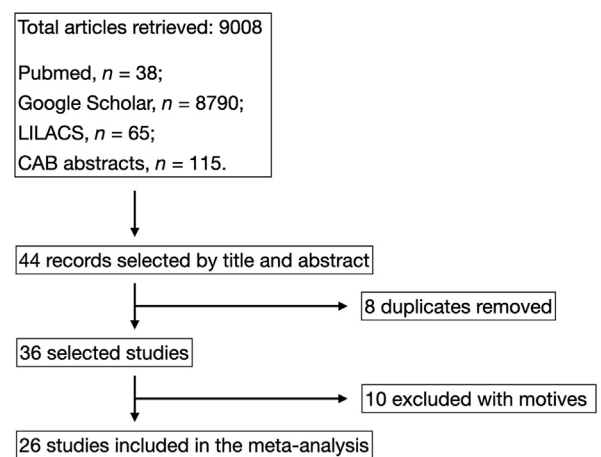 Total articles retrieved: 9008
Pubmed, n = 38;
Google Scholar, n = 8790;
LILACS, n = 65;
CAB abstracts, n = 115.
44 records selected by title and abstract
8 duplicates removed
36 selected studies
10 excluded with motives
26 studies included in the meta-analysis